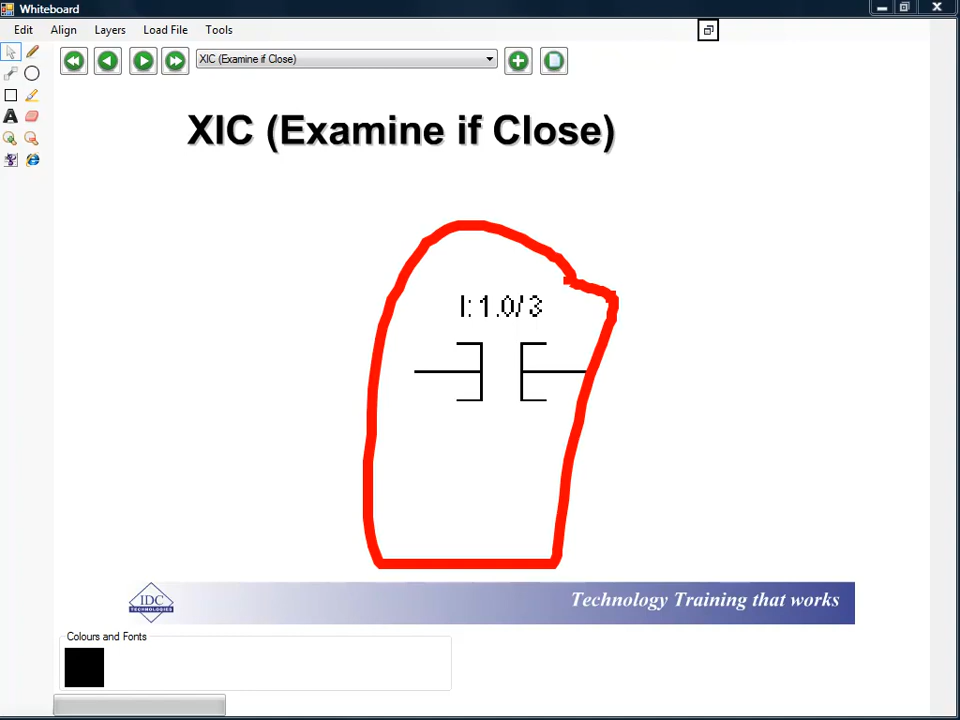 Whiteboard
Edit Align Layers Load File Tools
XIC (Examine if Close)
XIC (Examine if Close)
I:1.0/3
IDC
TECHNOLOGIES
Technology Training that works
Colours and Fonts